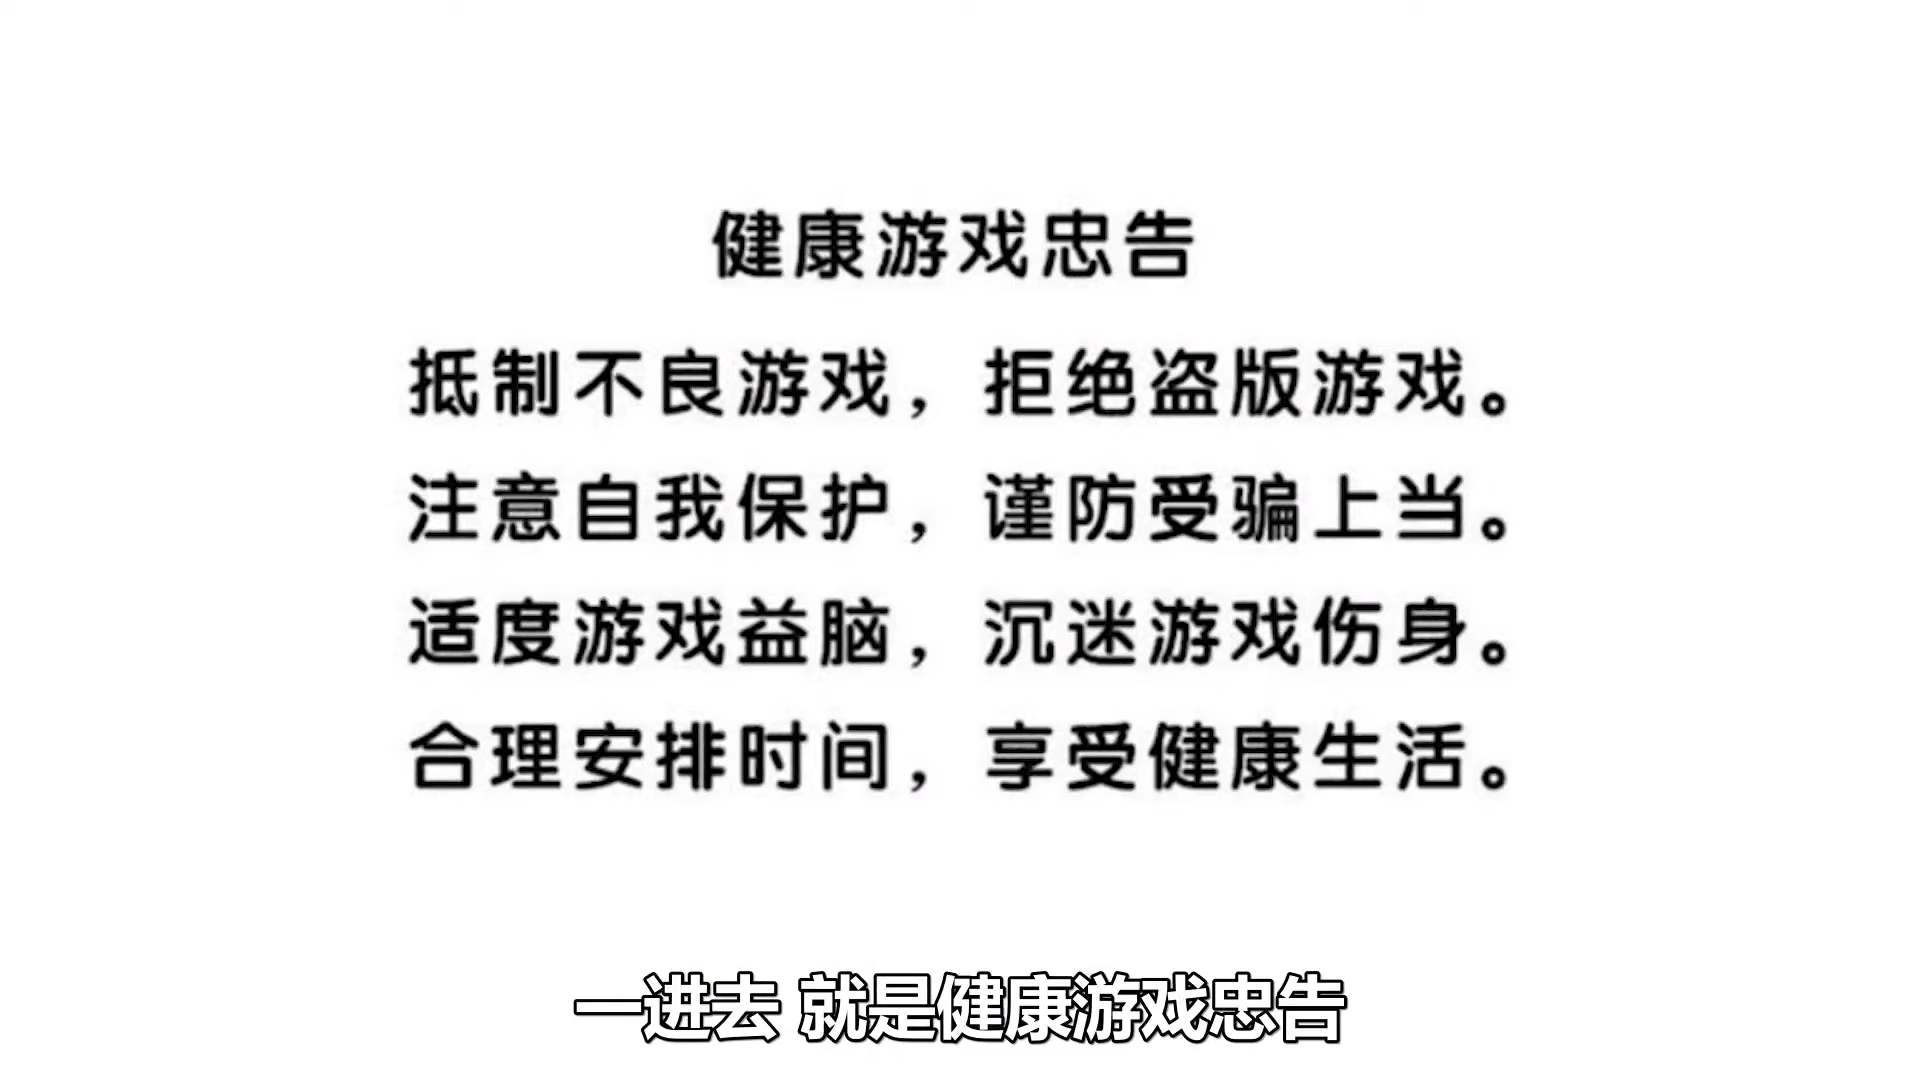 健康游戏忠告
抵制不良游戏，拒绝盗版游戏。
注意自我保护，谨防受骗上当。
适度游戏益脑，沉迷游戏伤身。
合理安排时间，享受健康生活。
一进去 就是健康游戏忠告